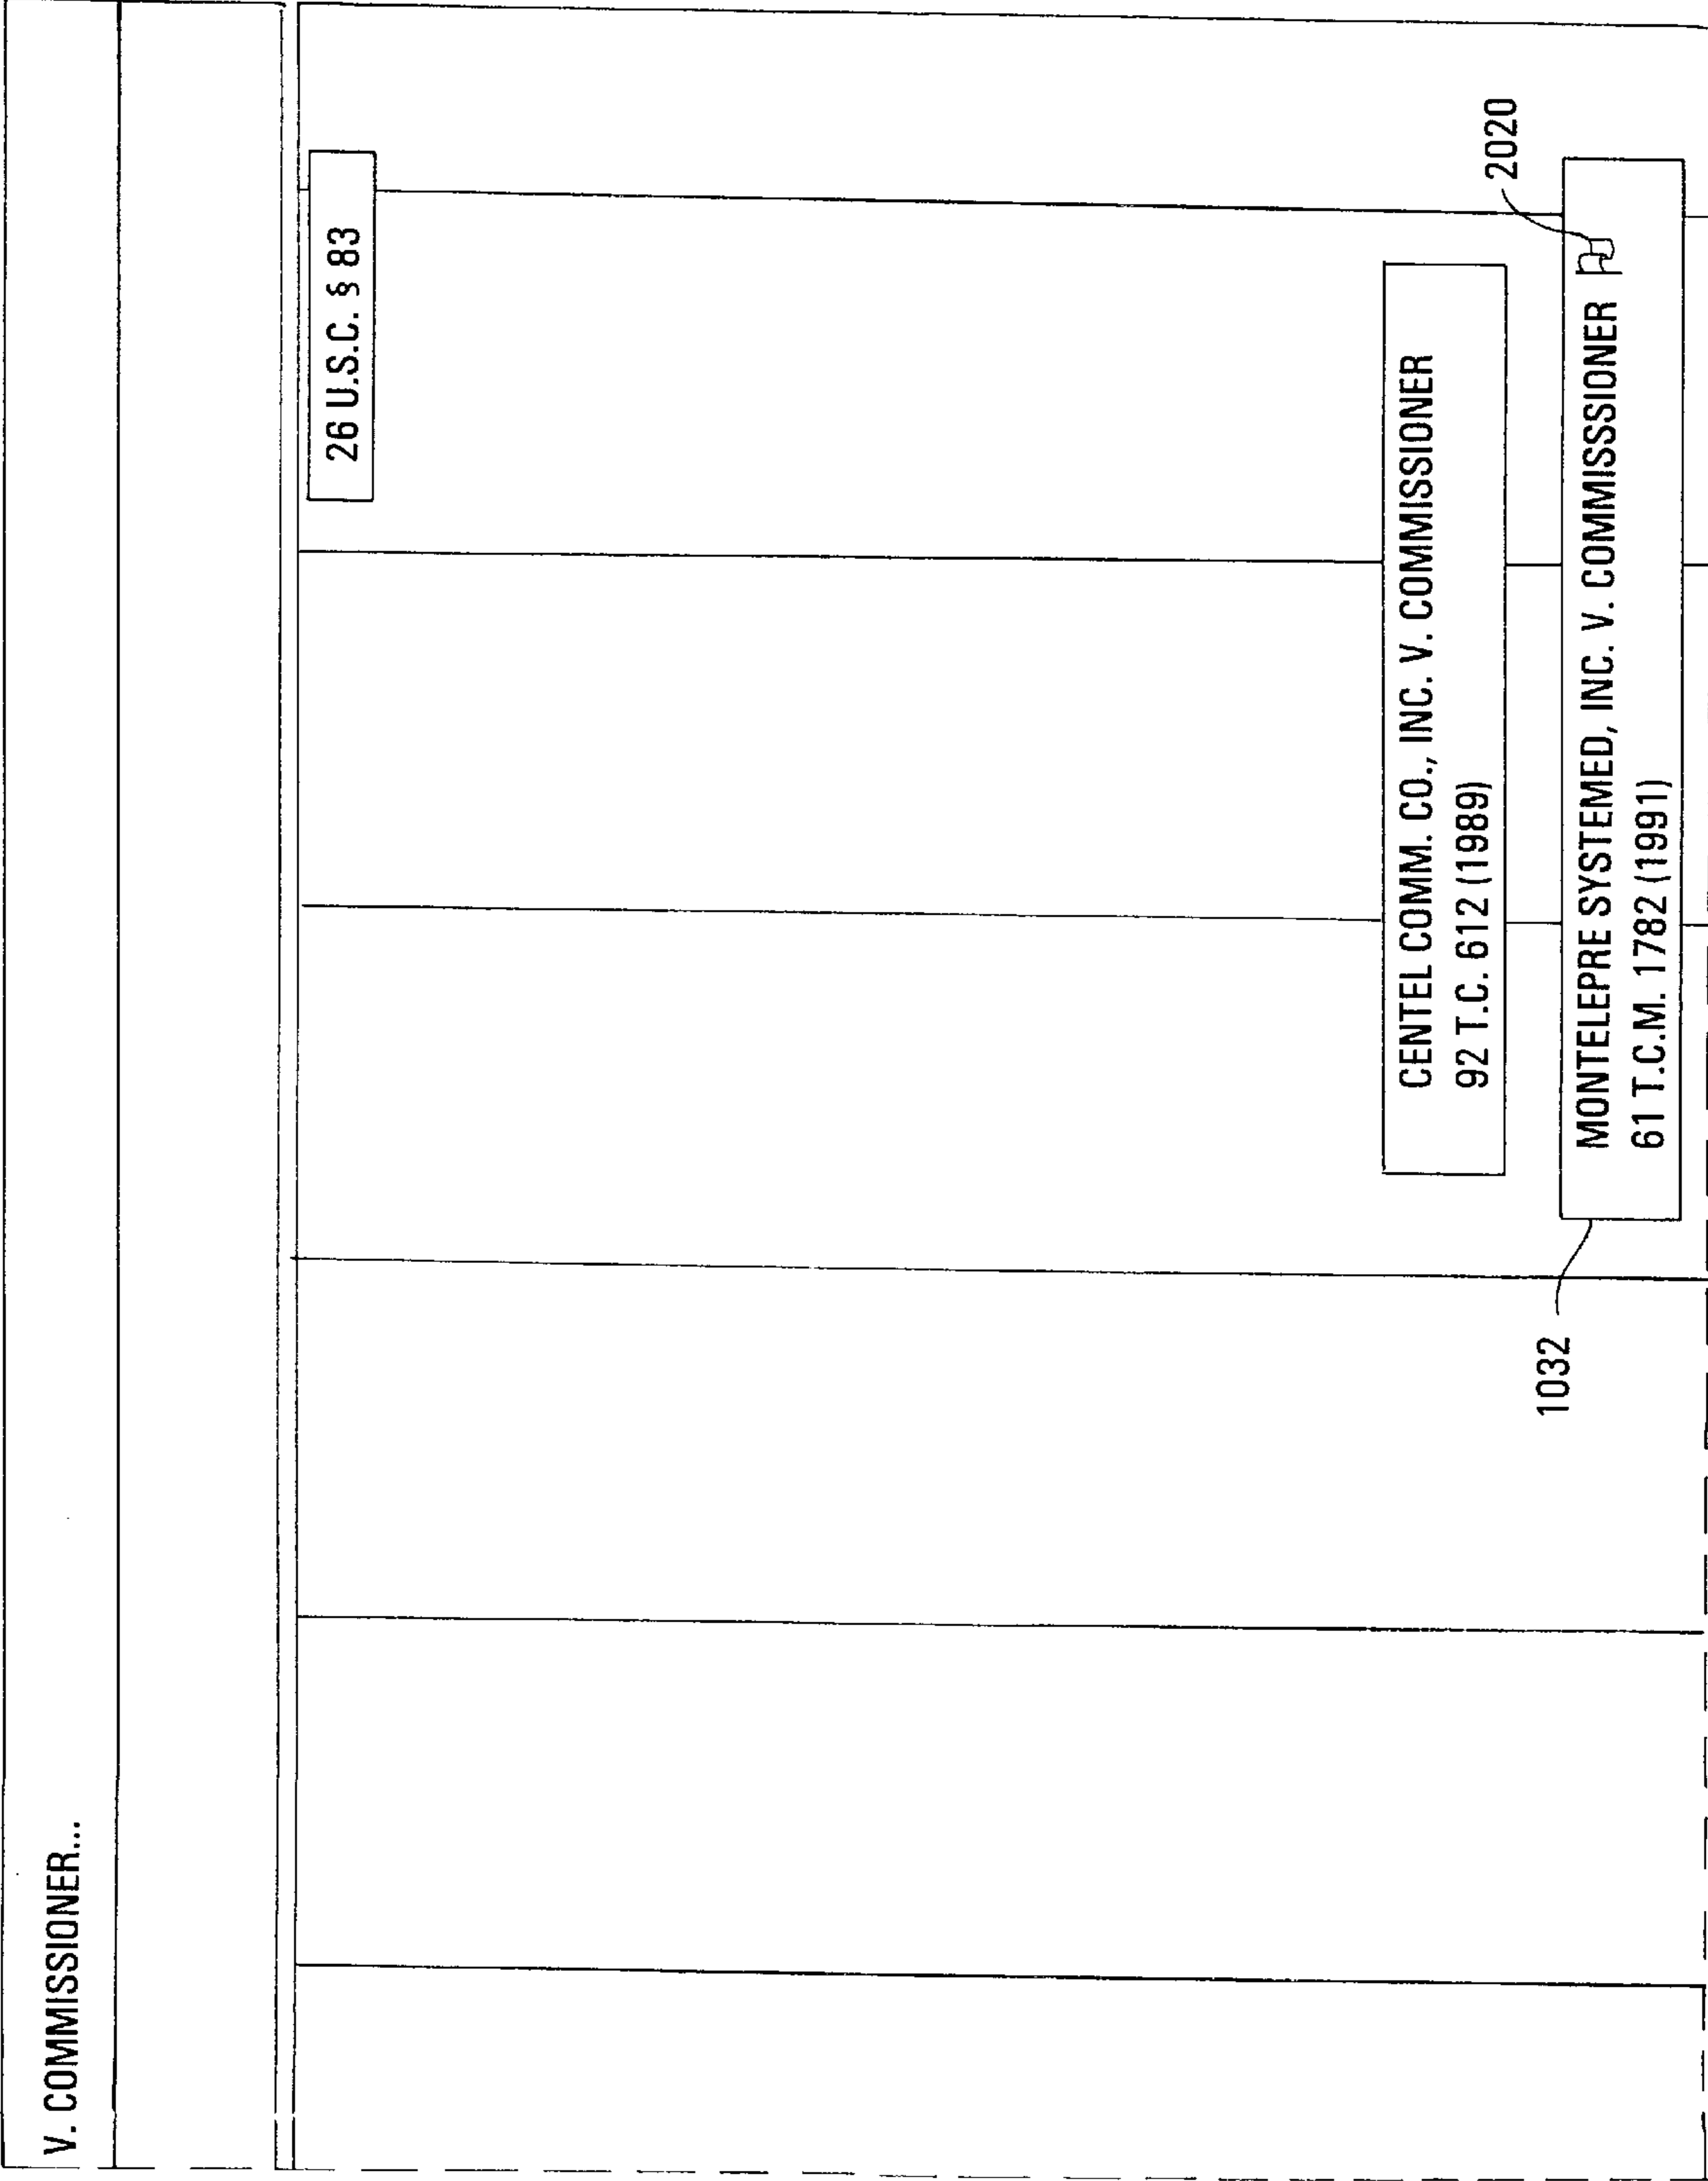 V. COMMISSIONER...
26 U.S.C. § 83
CENTEL COMM. CO., INC. V. COMMISSIONER
92 T.C. 612 (1989)
2020
MONTELEPRE SYSTEMED, INC. V. COMMISSSIONER
61 T.C.M. 1782 (1991)
1032